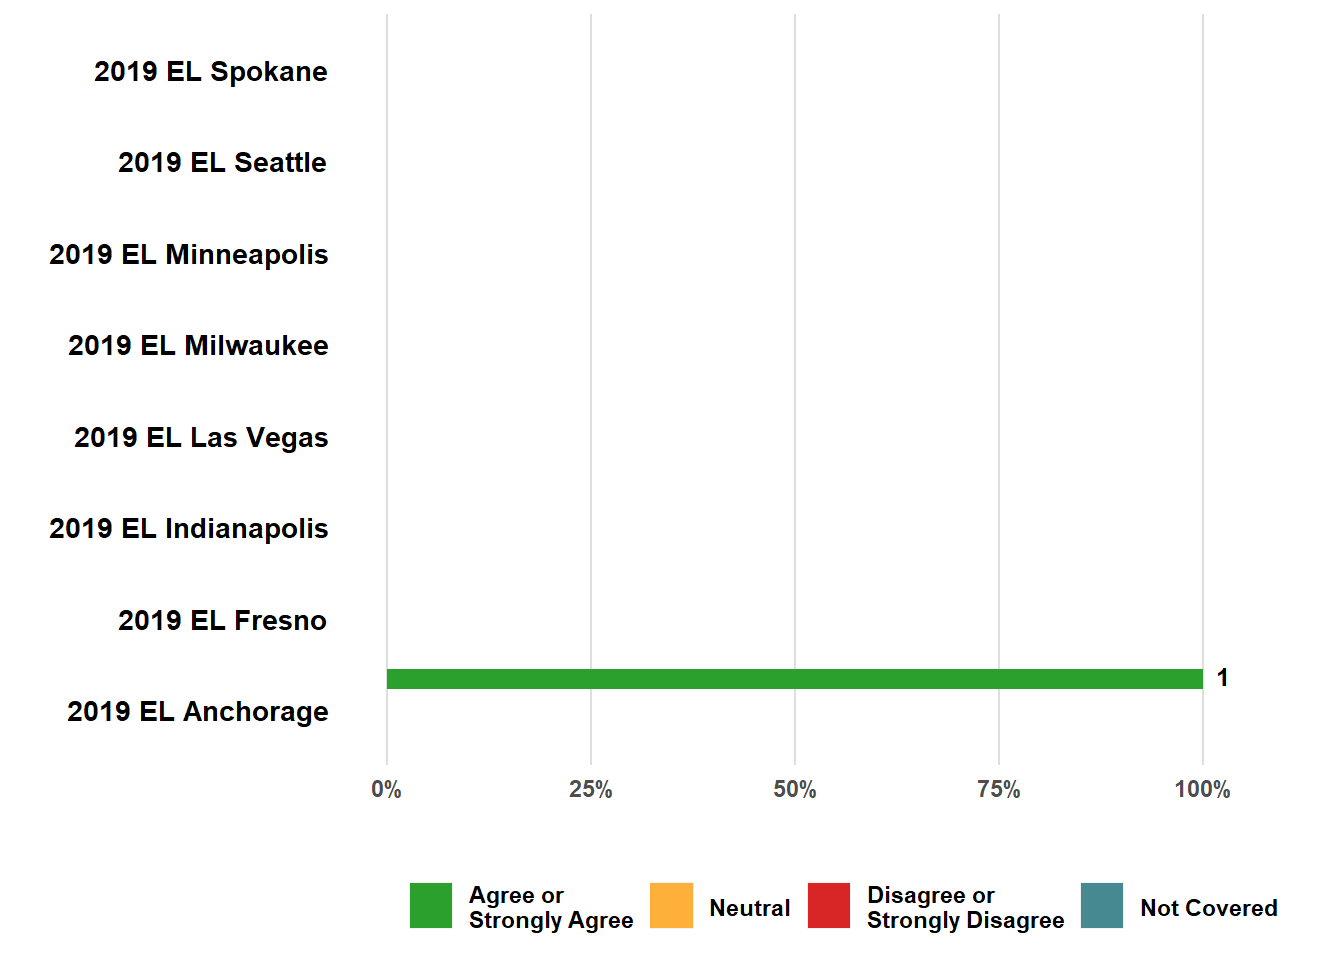 2019 EL Spokane
2019 EL Seattle
2019 EL Minneapolis
2019 EL Milwaukee
2019 EL Las Vegas
2019 EL Indianapolis
2019 EL Fresno
1
2019 EL Anchorage
0%
25%
50%
75%
100%
Agree or
Strongly Agree
Neutral
Disagree or
Strongly Disagree
Not Covered